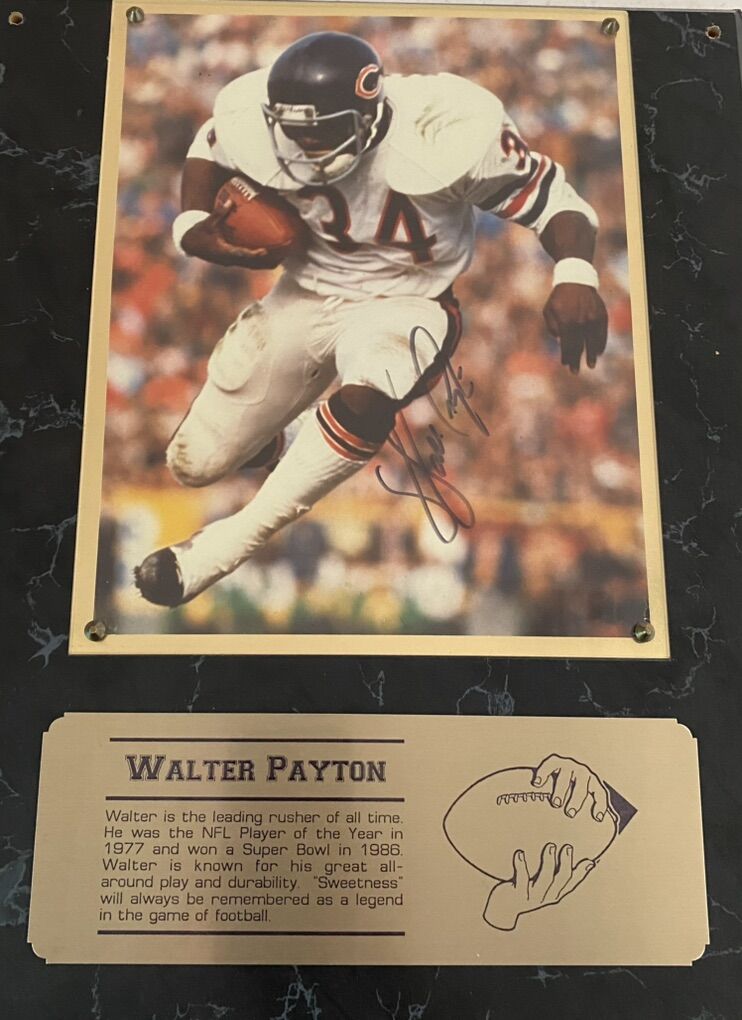 C
34
34
WALTER PAYTON
Walter is the leading rusher of all time.
He was the NFL Player of the Year in
1977 and won a Super Bowl in 1986.
Walter is known for his great all-
around play and durability. "Sweetness"
will always be remembered as a legend
in the game of football.